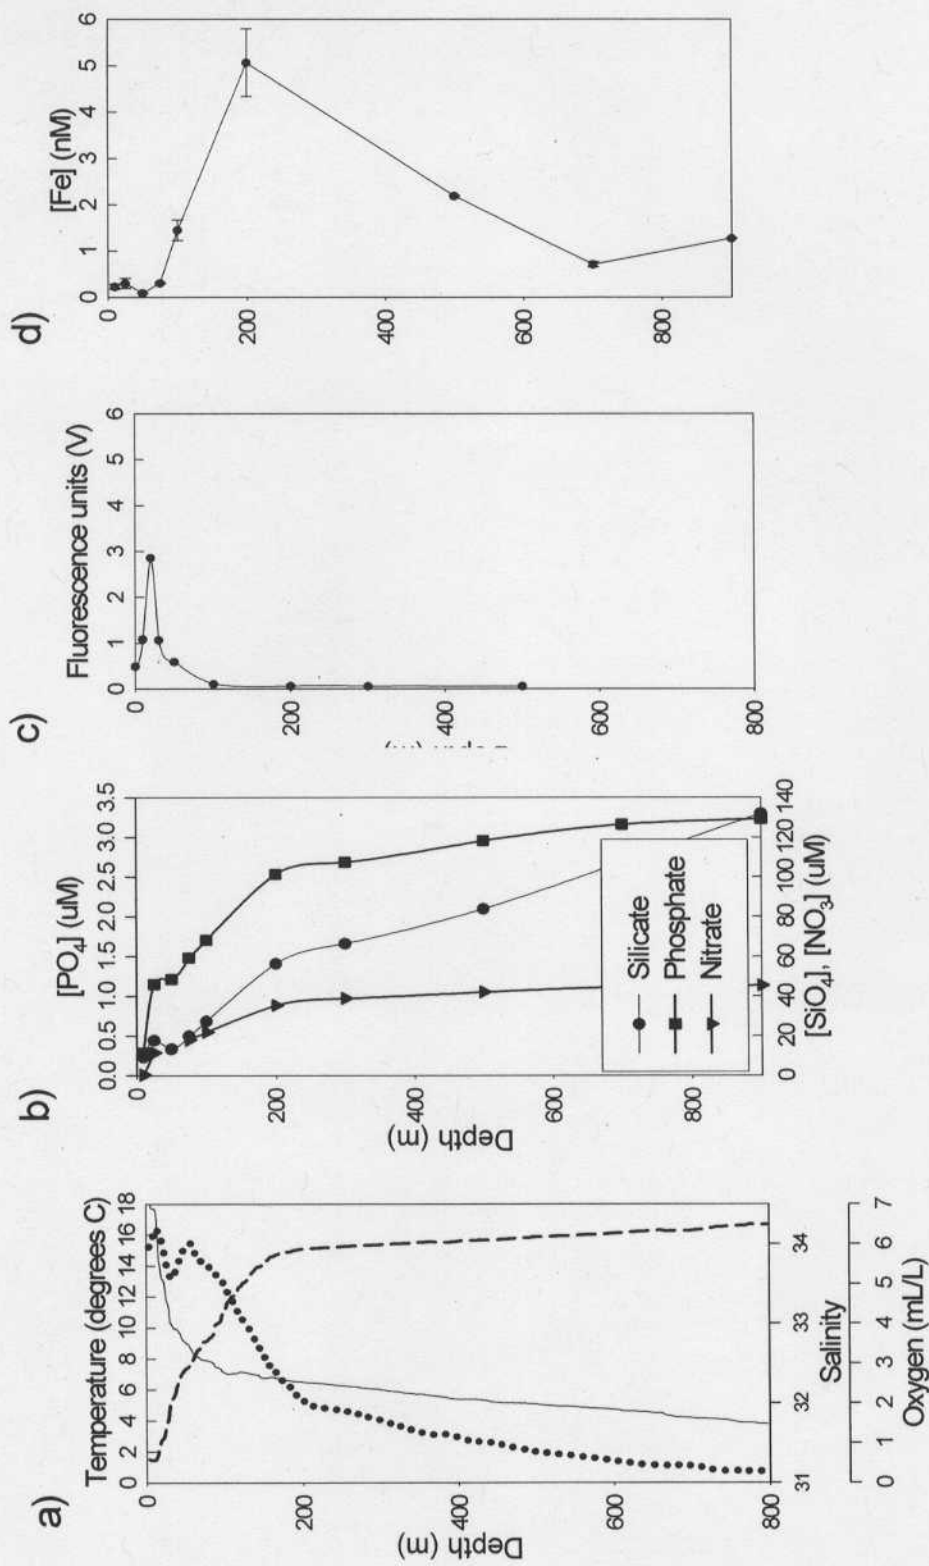 a)
Temperature (degrees C)
0 2 4 6 8 10 12 14 16 18
0
200
400
600
800
Depth (m)
31 32 33 34
Salinity
0 1 2 3 4 5 6 7
Oxygen (mL/L)
b)
[PO4] (uM)
0.0 0.5 1.0 1.5 2.0 2.5 3.0 3.5
0
200
400
600
800
Depth (m)
Silicate
Phosphate
Nitrate
0 20 40 60 80 100 120 140
[SiO4], [NO3] (uM)
c)
Fluorescence units (V)
0 1 2 3 4 5 6
0
200
400
600
800
d)
[Fe] (nM)
0 1 2 3 4 5 6
0
200
400
600
800